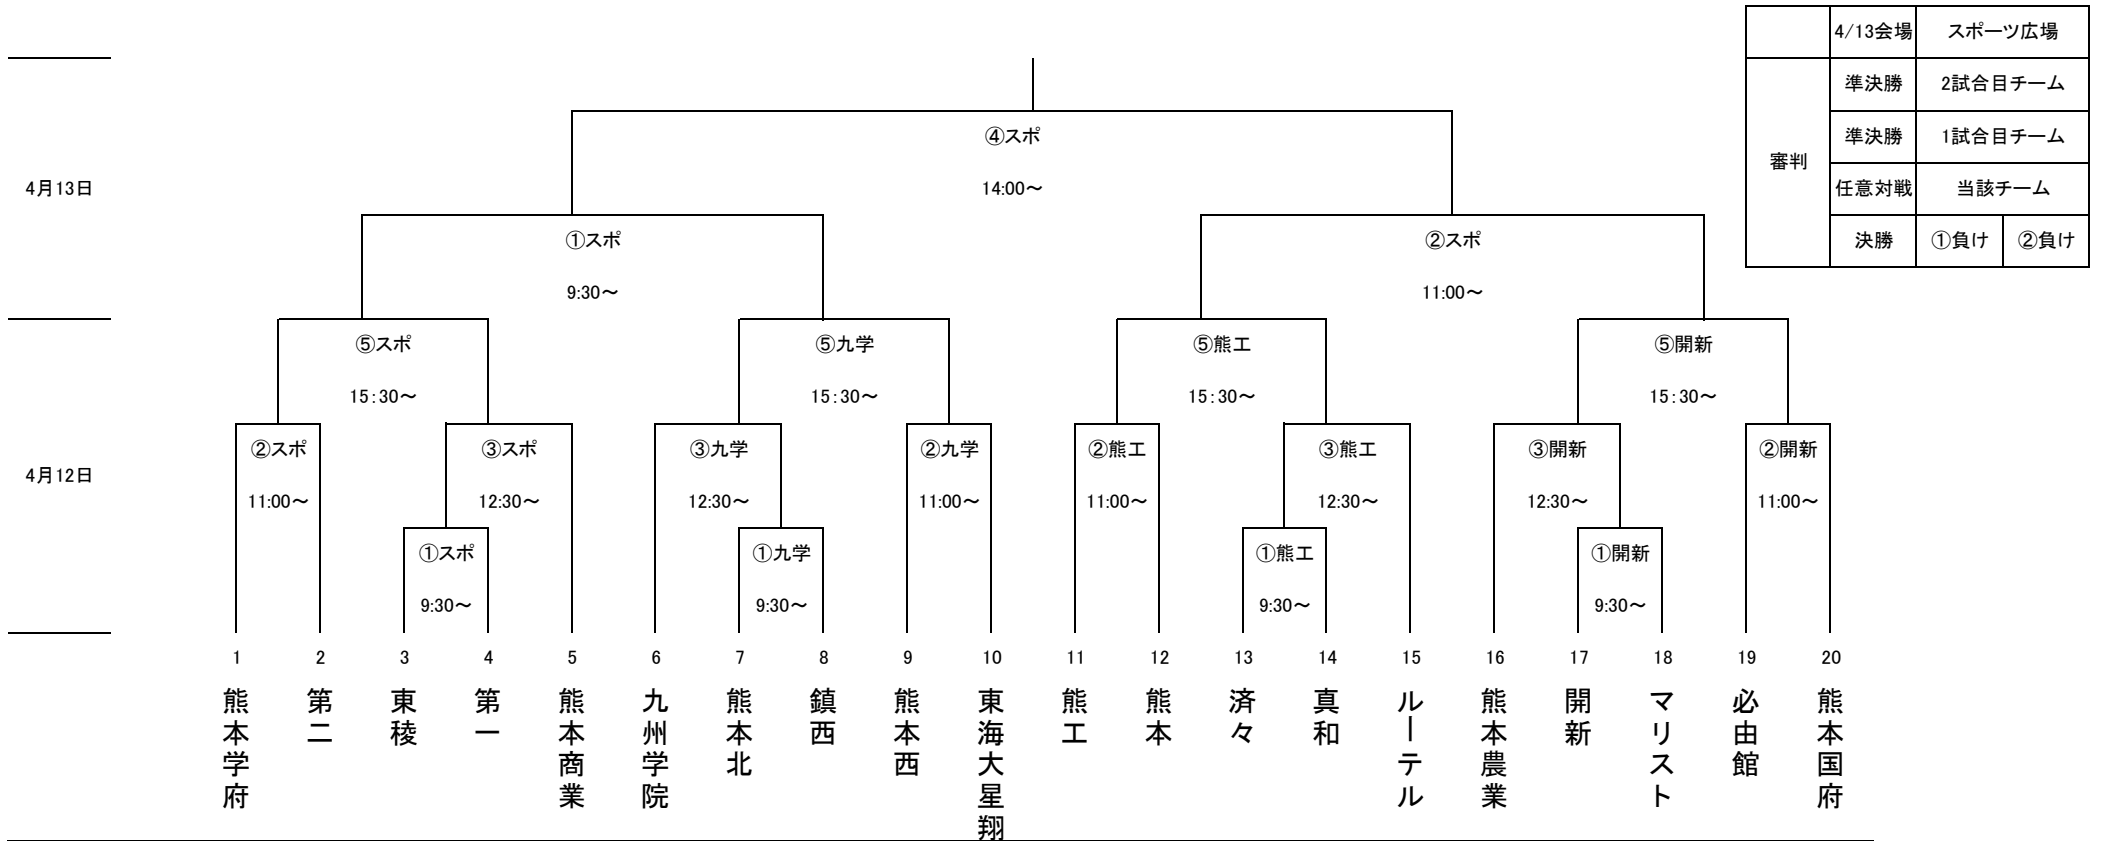 4/13会場 スポーツ広場
審判
準決勝 2試合目チーム
準決勝 1試合目チーム
任意対戦 当該チーム
決勝 ①負け ②負け
4月13日
④スポ
14:00～
①スポ ②スポ
9:30～ 11:00～
4月12日
⑤スポ ⑤九学 ⑤熊工 ⑤開新
15:30～ 15:30～ 15:30～ 15:30～
②スポ ③スポ ③九学 ②九学 ②熊工 ③熊工 ③開新 ②開新
11:00～ 12:30～ 12:30～ 11:00～ 11:00～ 12:30～ 12:30～ 11:00～
①スポ ①九学 ①熊工 ①開新
9:30～ 9:30～ 9:30～ 9:30～
1 2 3 4 5 6 7 8 9 10 11 12 13 14 15 16 17 18 19 20
熊本学府
第二
東稜
第一
熊本商業
九州学院
熊本北
鎮西
熊本西
東海大星翔
熊工
熊本
済々
真和
ルーテル
熊本農業
開新
マリスト
必由館
熊本国府